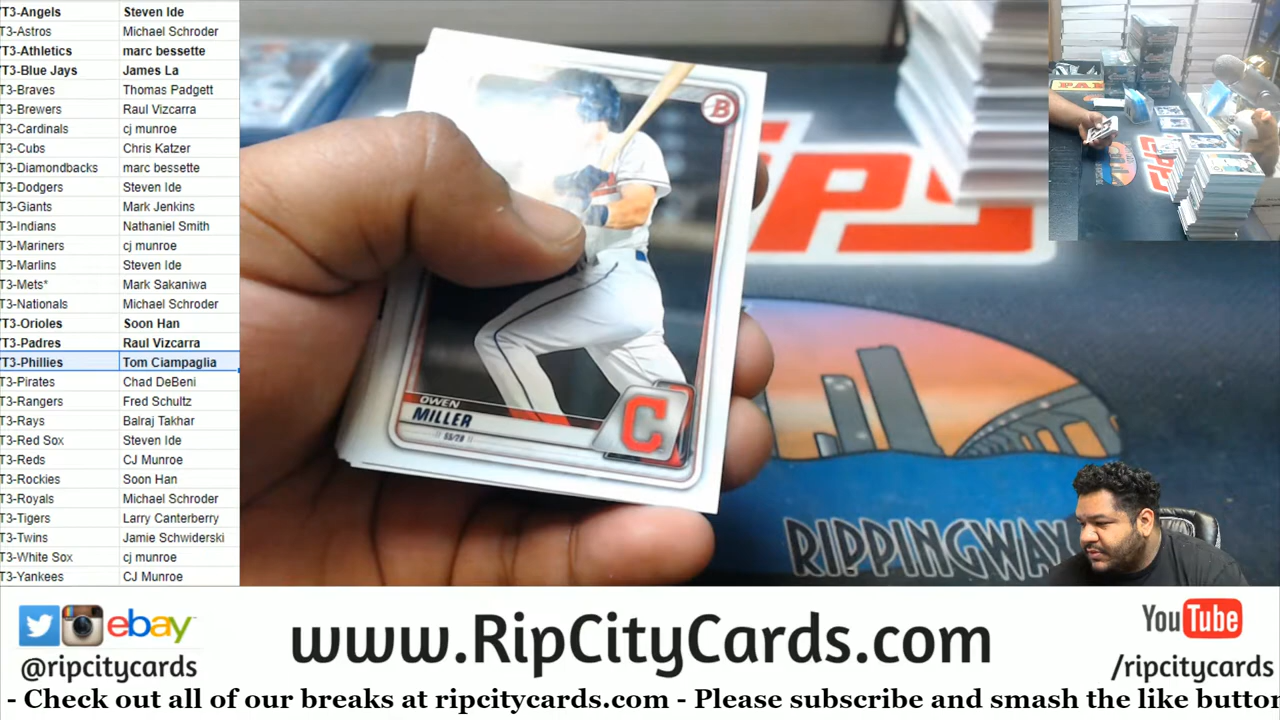 T3-Angels Steven Ide
T3-Astros Michael Schroder
T3-Athletics marc bessette
T3-Blue Jays James La
T3-Braves Thomas Padgett
T3-Brewers Raul Vizcarra
T3-Cardinals cj munroe
T3-Cubs Chris Katzer
T3-Diamondbacks marc bessette
T3-Dodgers Steven Ide
T3-Giants Mark Jenkins
T3-Indians Nathaniel Smith
T3-Mariners cj munroe
T3-Marlins Steven Ide
T3-Mets* Mark Sakaniwa
T3-Nationals Michael Schroder
T3-Orioles Soon Han
T3-Padres Raul Vizcarra
T3-Phillies Tom Ciampaglia
T3-Pirates Chad DeBeni
T3-Rangers Fred Schultz
T3-Rays Balraj Takhar
T3-Red Sox Steven Ide
T3-Reds CJ Munroe
T3-Rockies Soon Han
T3-Royals Michael Schroder
T3-Tigers Larry Canterberry
T3-Twins Jamie Schwiderski
T3-White Sox cj munroe
T3-Yankees CJ Munroe
B
OWEN
MILLER
SS/2B
C
RIPPINGWAY
ebay
@ripcitycards
www.RipCityCards.com
YouTube
/ripcitycards
- Check out all of our breaks at ripcitycards.com - Please subscribe and smash the like button